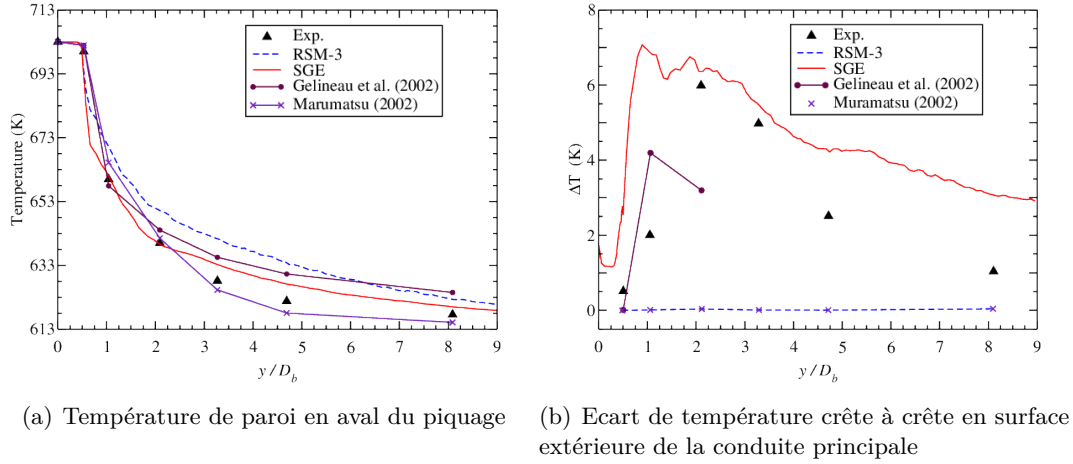 713
693
673
653
633
613
Temperature (K)
0 1 2 3 4 5 6 7 8 9
y / D_b
Exp.
RSM-3
SGE
Gelineau et al. (2002)
Marumatsu (2002)
(a) Température de paroi en aval du piquage
8
6
4
2
0
ΔT (K)
0 1 2 3 4 5 6 7 8 9
y / D_b
Exp.
RSM-3
SGE
Gelineau et al. (2002)
Muramatsu (2002)
(b) Ecart de température crête à crête en surface
extérieure de la conduite principale